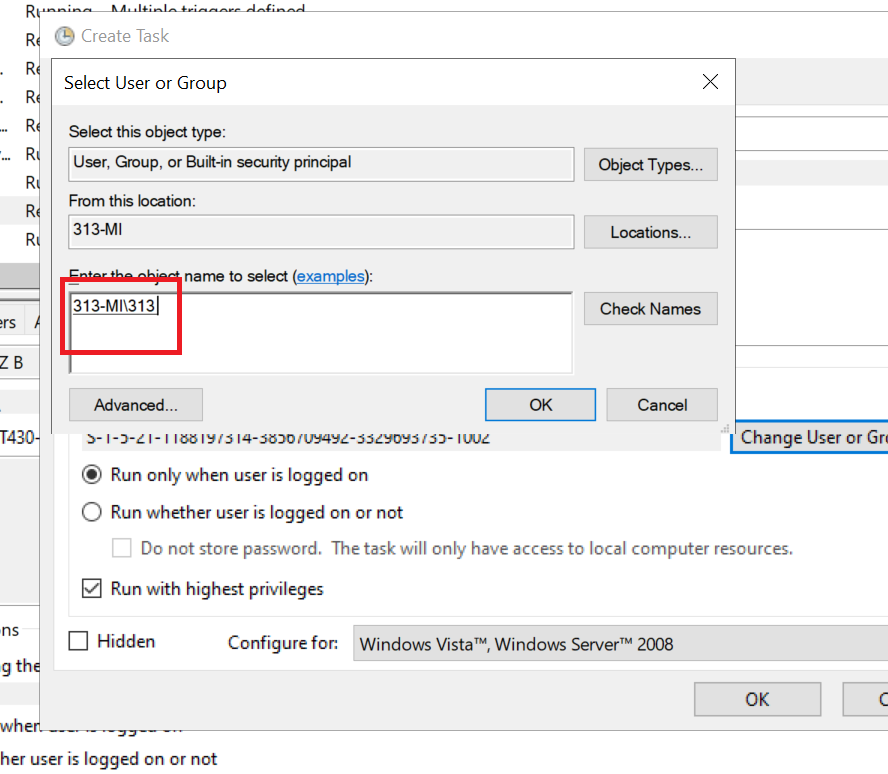 Running Multiple triggers defined
Create Task
Select User or Group
Select this object type:
User, Group, or Built-in security principal
Object Types...
From this location:
313-MI
Locations...
Enter the object name to select (examples):
313-MI\313
Check Names
Advanced...
OK
Cancel
S-1-5-21-1188197314-3856709492-3329693735-1002
Change User or Gro
Run only when user is logged on
Run whether user is logged on or not
Do not store password. The task will only have access to local computer resources.
Run with highest privileges
Hidden
Configure for:
Windows Vista™, Windows Server™ 2008
OK
C
Re
Re
Re
Re
Ru
Ru
Re
Ru
ers
Z B
T430-
ons
g the
when user is logged on
her user is logged on or not